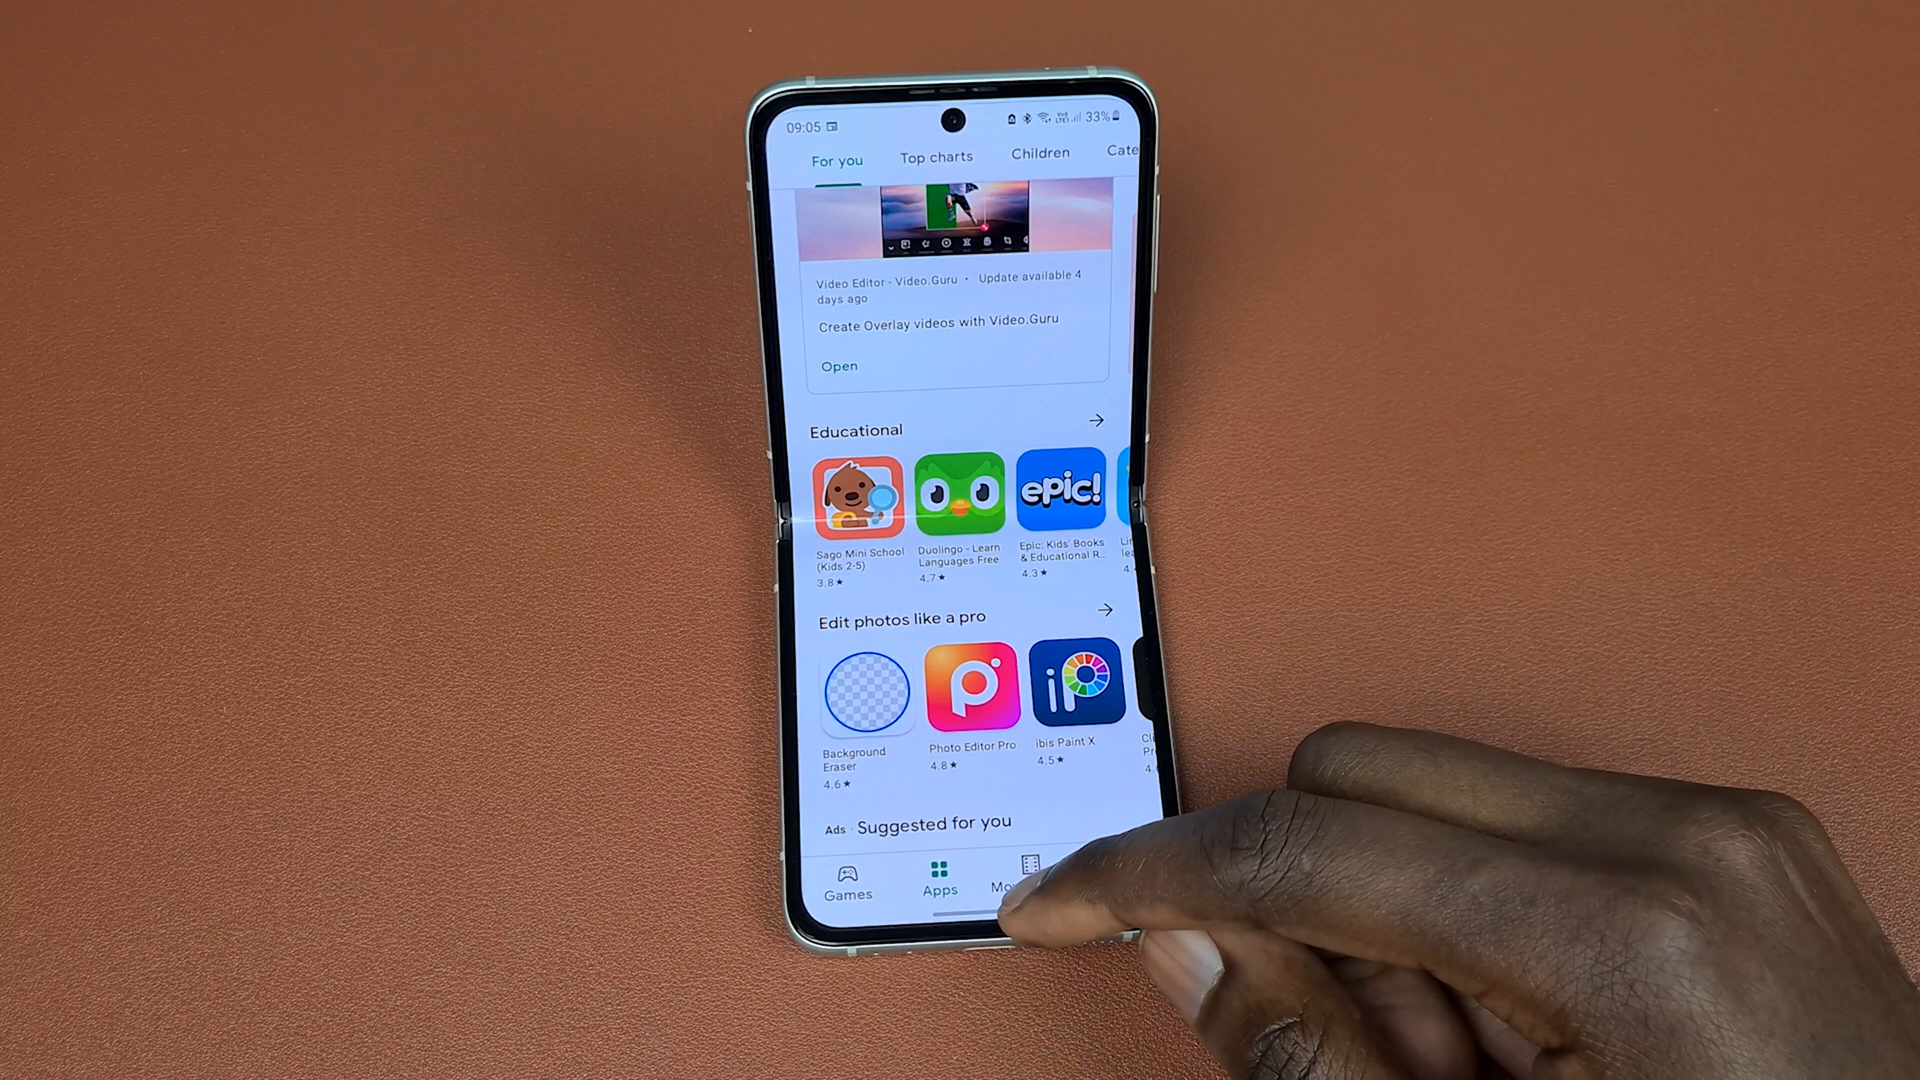 09:05
33%
For you Top charts Children Cate
Video Editor - Video.Guru • Update available 4
days ago
Create Overlay videos with Video.Guru
Open
Educational
epic!
Sago Mini School
(Kids 2-5)
3.8★
Duolingo - Learn
Languages Free
4.7★
Epic: Kids' Books
& Educational R...
4.3★
Edit photos like a pro
iP
Background
Eraser
4.6★
Photo Editor Pro
4.8★
ibis Paint X
4.5★
Ads · Suggested for you
Games Apps